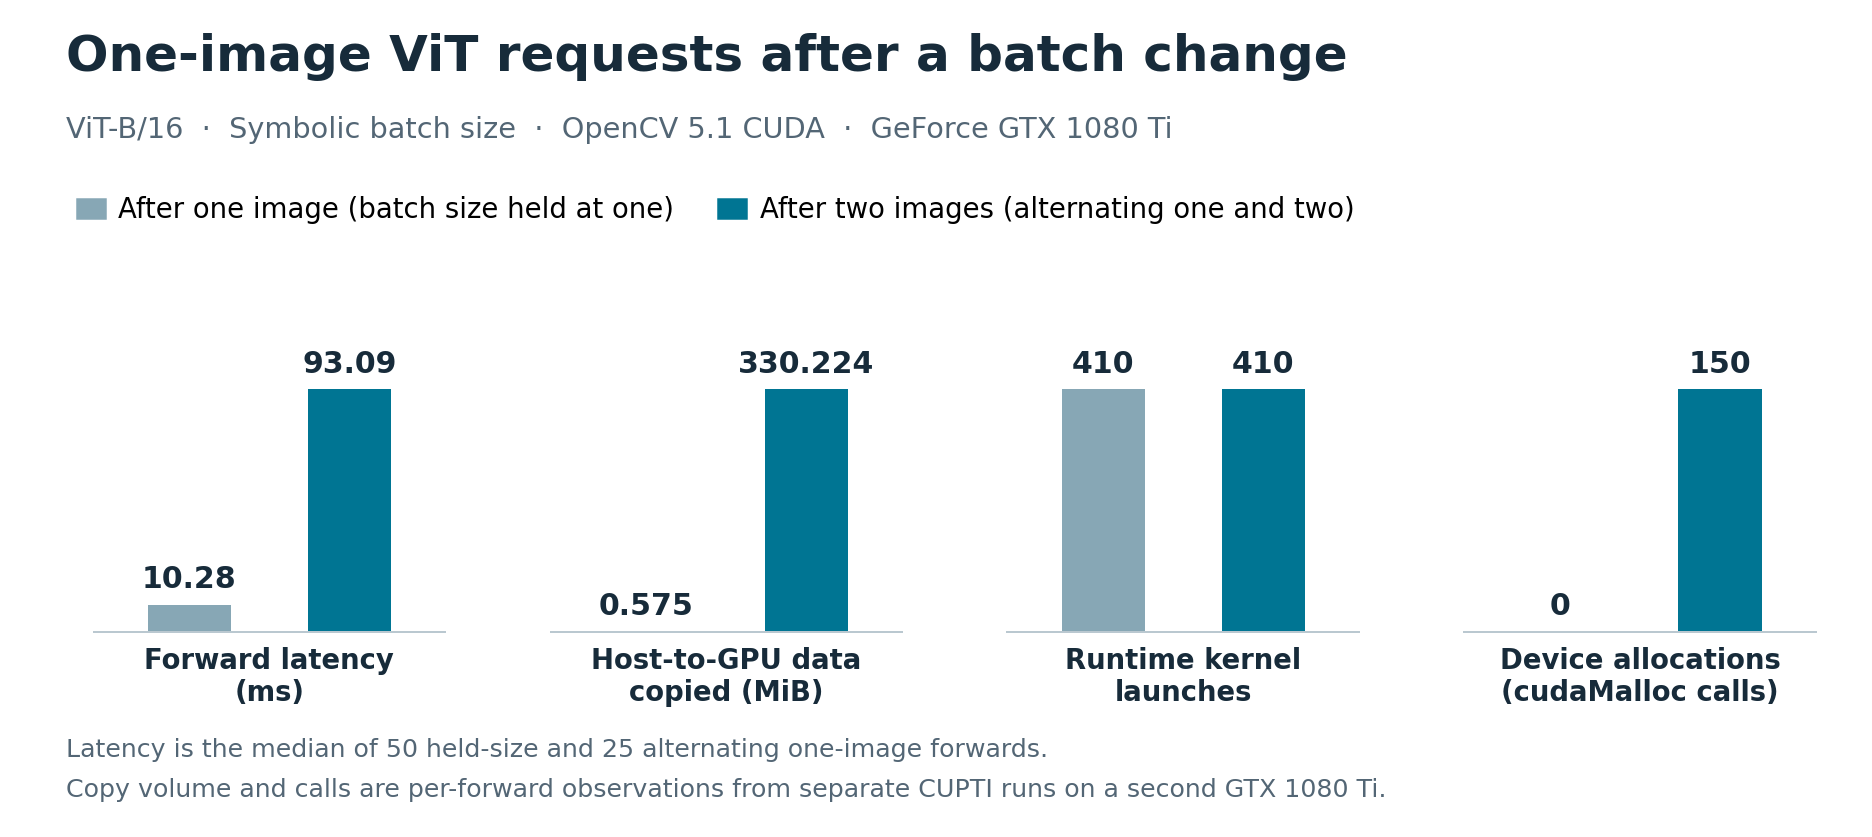 One-image ViT requests after a batch change
ViT-B/16 · Symbolic batch size · OpenCV 5.1 CUDA · GeForce GTX 1080 Ti
After one image (batch size held at one)
After two images (alternating one and two)
10.28
93.09
Forward latency
(ms)
0.575
330.224
Host-to-GPU data
copied (MiB)
410
410
Runtime kernel
launches
0
150
Device allocations
(cudaMalloc calls)
Latency is the median of 50 held-size and 25 alternating one-image forwards.
Copy volume and calls are per-forward observations from separate CUPTI runs on a second GTX 1080 Ti.